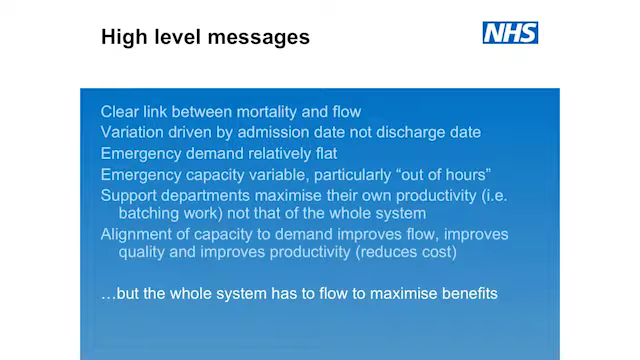 High level messages
NHS
Clear link between mortality and flow
Variation driven by admission date not discharge date
Emergency demand relatively flat
Emergency capacity variable, particularly “out of hours”
Support departments maximise their own productivity (i.e.
batching work) not that of the whole system
Alignment of capacity to demand improves flow, improves
quality and improves productivity (reduces cost)
…but the whole system has to flow to maximise benefits